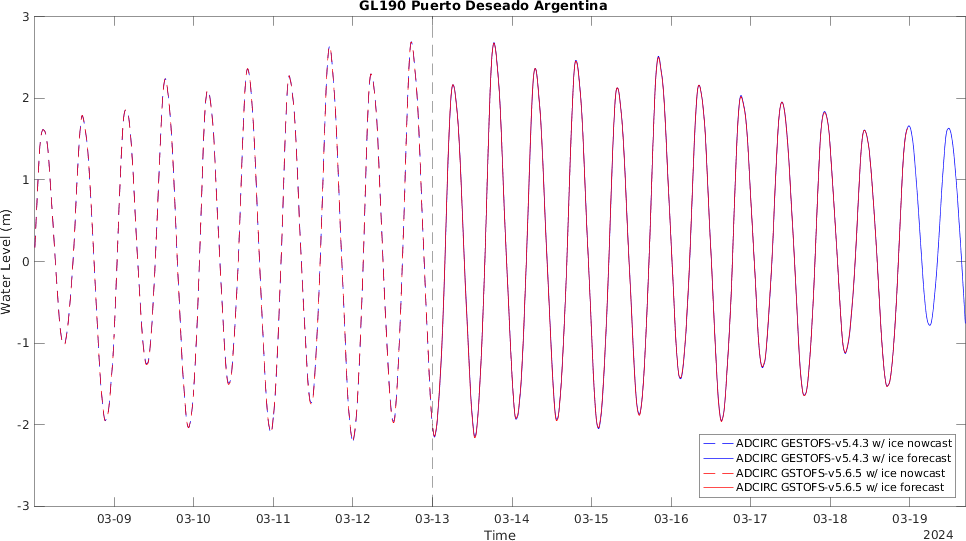 GL190 Puerto Deseado Argentina
3
2
1
0
-1
-2
-3
Water Level (m)
ADCIRC GESTOFS-v5.4.3 w/ ice nowcast
ADCIRC GESTOFS-v5.4.3 w/ ice forecast
ADCIRC GSTOFS-v5.6.5 w/ ice nowcast
ADCIRC GSTOFS-v5.6.5 w/ ice forecast
03-09 03-10 03-11 03-12 03-13 03-14 03-15 03-16 03-17 03-18 03-19
Time
2024